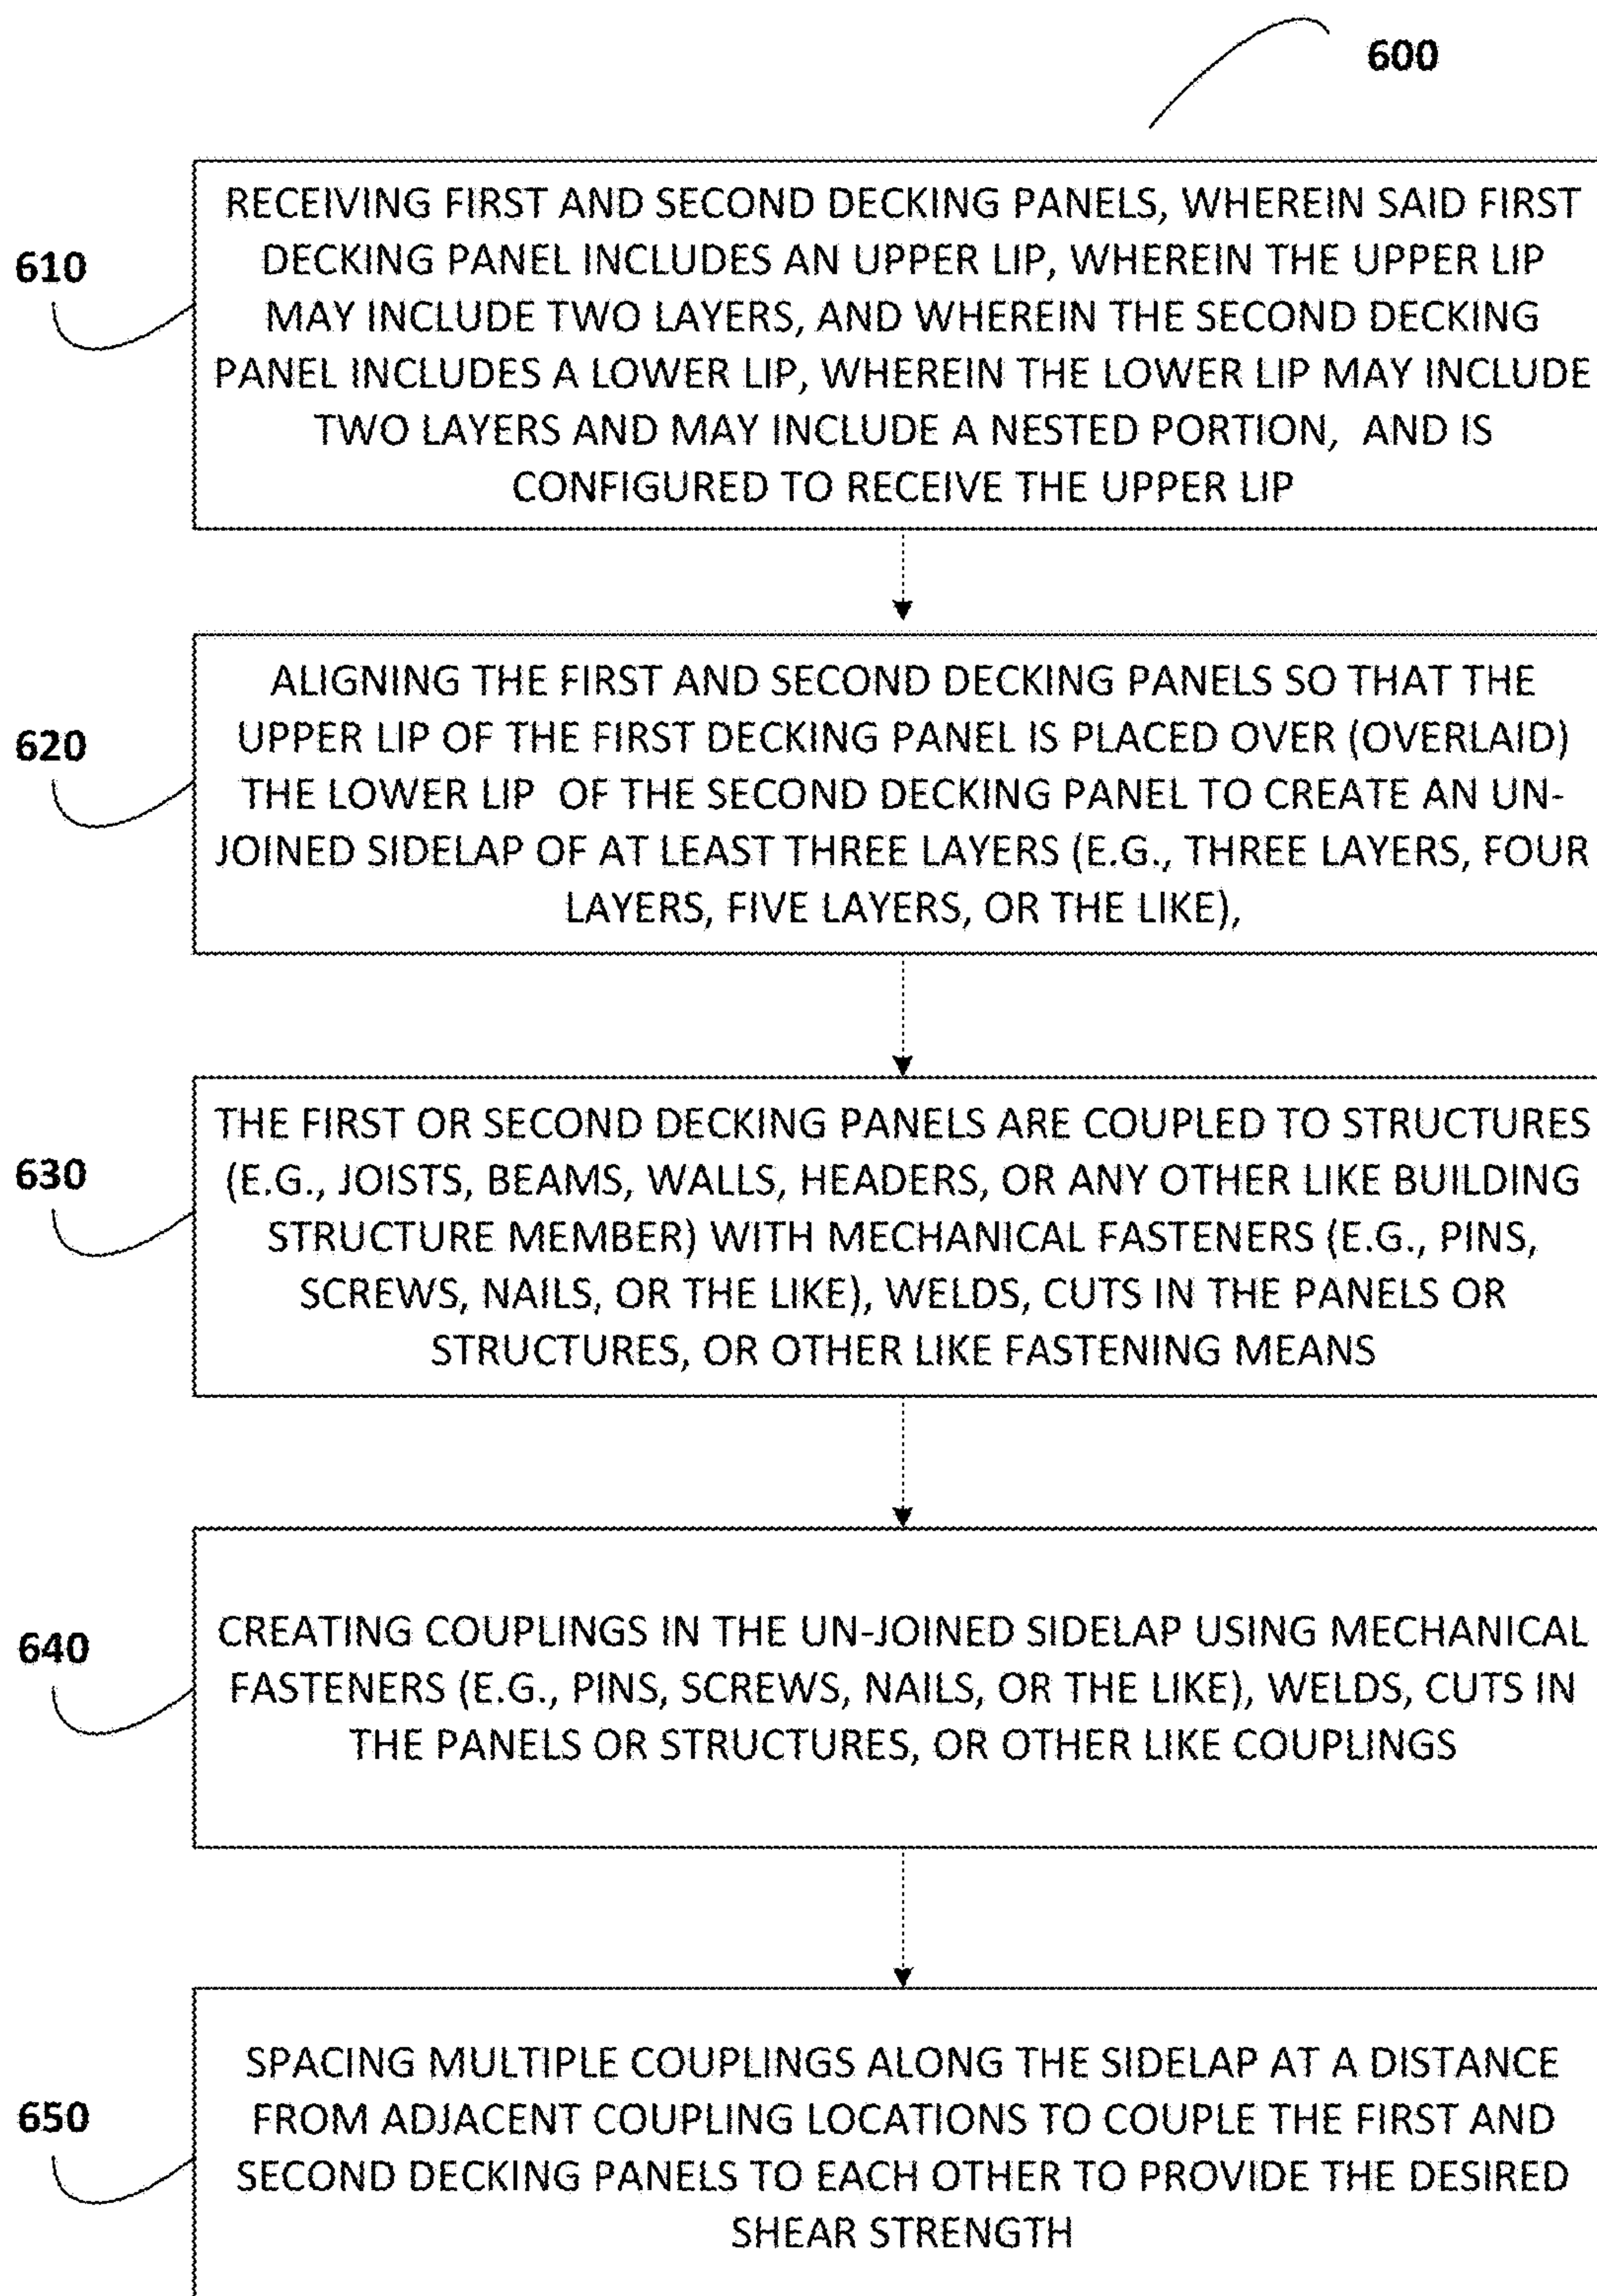 600
610
RECEIVING FIRST AND SECOND DECKING PANELS, WHEREIN SAID FIRST
DECKING PANEL INCLUDES AN UPPER LIP, WHEREIN THE UPPER LIP
MAY INCLUDE TWO LAYERS, AND WHEREIN THE SECOND DECKING
PANEL INCLUDES A LOWER LIP, WHEREIN THE LOWER LIP MAY INCLUDE
TWO LAYERS AND MAY INCLUDE A NESTED PORTION, AND IS
CONFIGURED TO RECEIVE THE UPPER LIP
620
ALIGNING THE FIRST AND SECOND DECKING PANELS SO THAT THE
UPPER LIP OF THE FIRST DECKING PANEL IS PLACED OVER (OVERLAID)
THE LOWER LIP OF THE SECOND DECKING PANEL TO CREATE AN UN-
JOINED SIDELAP OF AT LEAST THREE LAYERS (E.G., THREE LAYERS, FOUR
LAYERS, FIVE LAYERS, OR THE LIKE),
630
THE FIRST OR SECOND DECKING PANELS ARE COUPLED TO STRUCTURES
(E.G., JOISTS, BEAMS, WALLS, HEADERS, OR ANY OTHER LIKE BUILDING
STRUCTURE MEMBER) WITH MECHANICAL FASTENERS (E.G., PINS,
SCREWS, NAILS, OR THE LIKE), WELDS, CUTS IN THE PANELS OR
STRUCTURES, OR OTHER LIKE FASTENING MEANS
640
CREATING COUPLINGS IN THE UN-JOINED SIDELAP USING MECHANICAL
FASTENERS (E.G., PINS, SCREWS, NAILS, OR THE LIKE), WELDS, CUTS IN
THE PANELS OR STRUCTURES, OR OTHER LIKE COUPLINGS
650
SPACING MULTIPLE COUPLINGS ALONG THE SIDELAP AT A DISTANCE
FROM ADJACENT COUPLING LOCATIONS TO COUPLE THE FIRST AND
SECOND DECKING PANELS TO EACH OTHER TO PROVIDE THE DESIRED
SHEAR STRENGTH